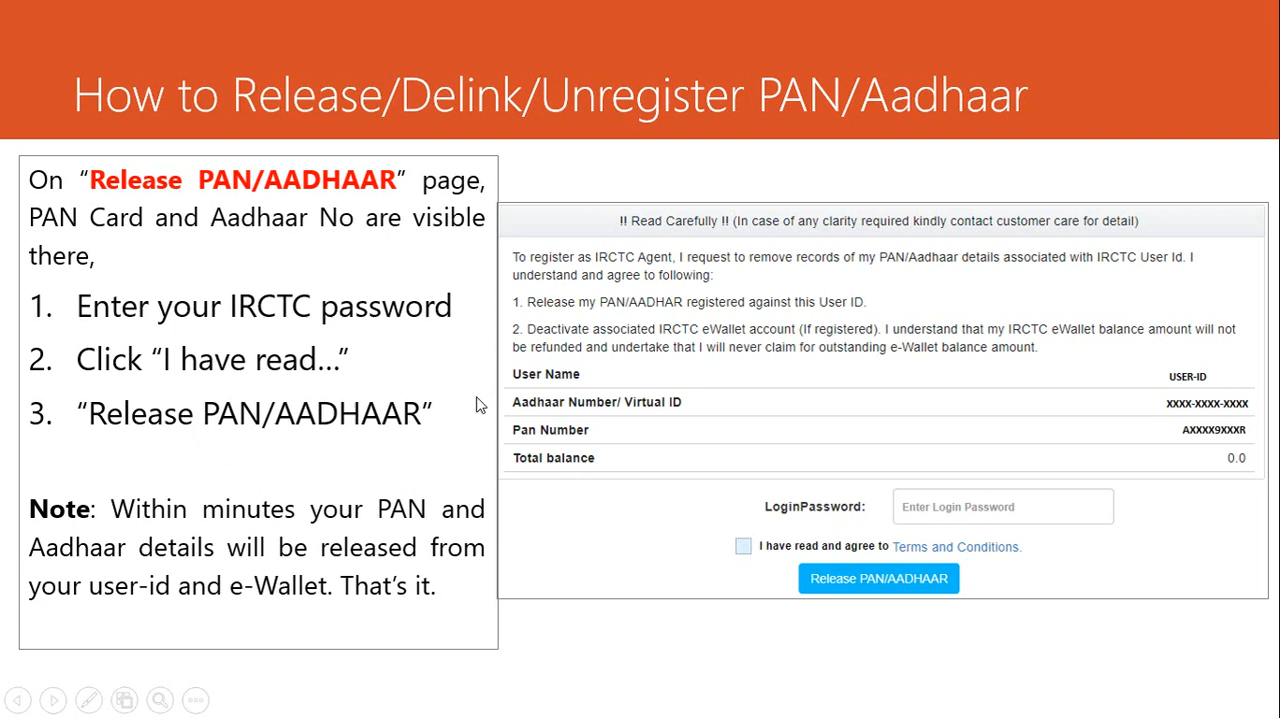 How to Release/Delink/Unregister PAN/Aadhaar
On “Release PAN/AADHAAR” page,
PAN Card and Aadhaar No are visible
there,
1. Enter your IRCTC password
2. Click “I have read...”
3. “Release PAN/AADHAAR”
Note: Within minutes your PAN and
Aadhaar details will be released from
your user-id and e-Wallet. That’s it.
!! Read Carefully !! (In case of any clarity required kindly contact customer care for detail)
To register as IRCTC Agent, I request to remove records of my PAN/Aadhaar details associated with IRCTC User Id. I
understand and agree to following:
1. Release my PAN/AADHAR registered against this User ID.
2. Deactivate associated IRCTC eWallet account (If registered). I understand that my IRCTC eWallet balance amount will not
be refunded and undertake that I will never claim for outstanding e-Wallet balance amount.
User Name USER-ID
Aadhaar Number/ Virtual ID XXXX-XXXX-XXXX
Pan Number AXXXX9XXXR
Total balance 0.0
LoginPassword: Enter Login Password
I have read and agree to Terms and Conditions.
Release PAN/AADHAAR